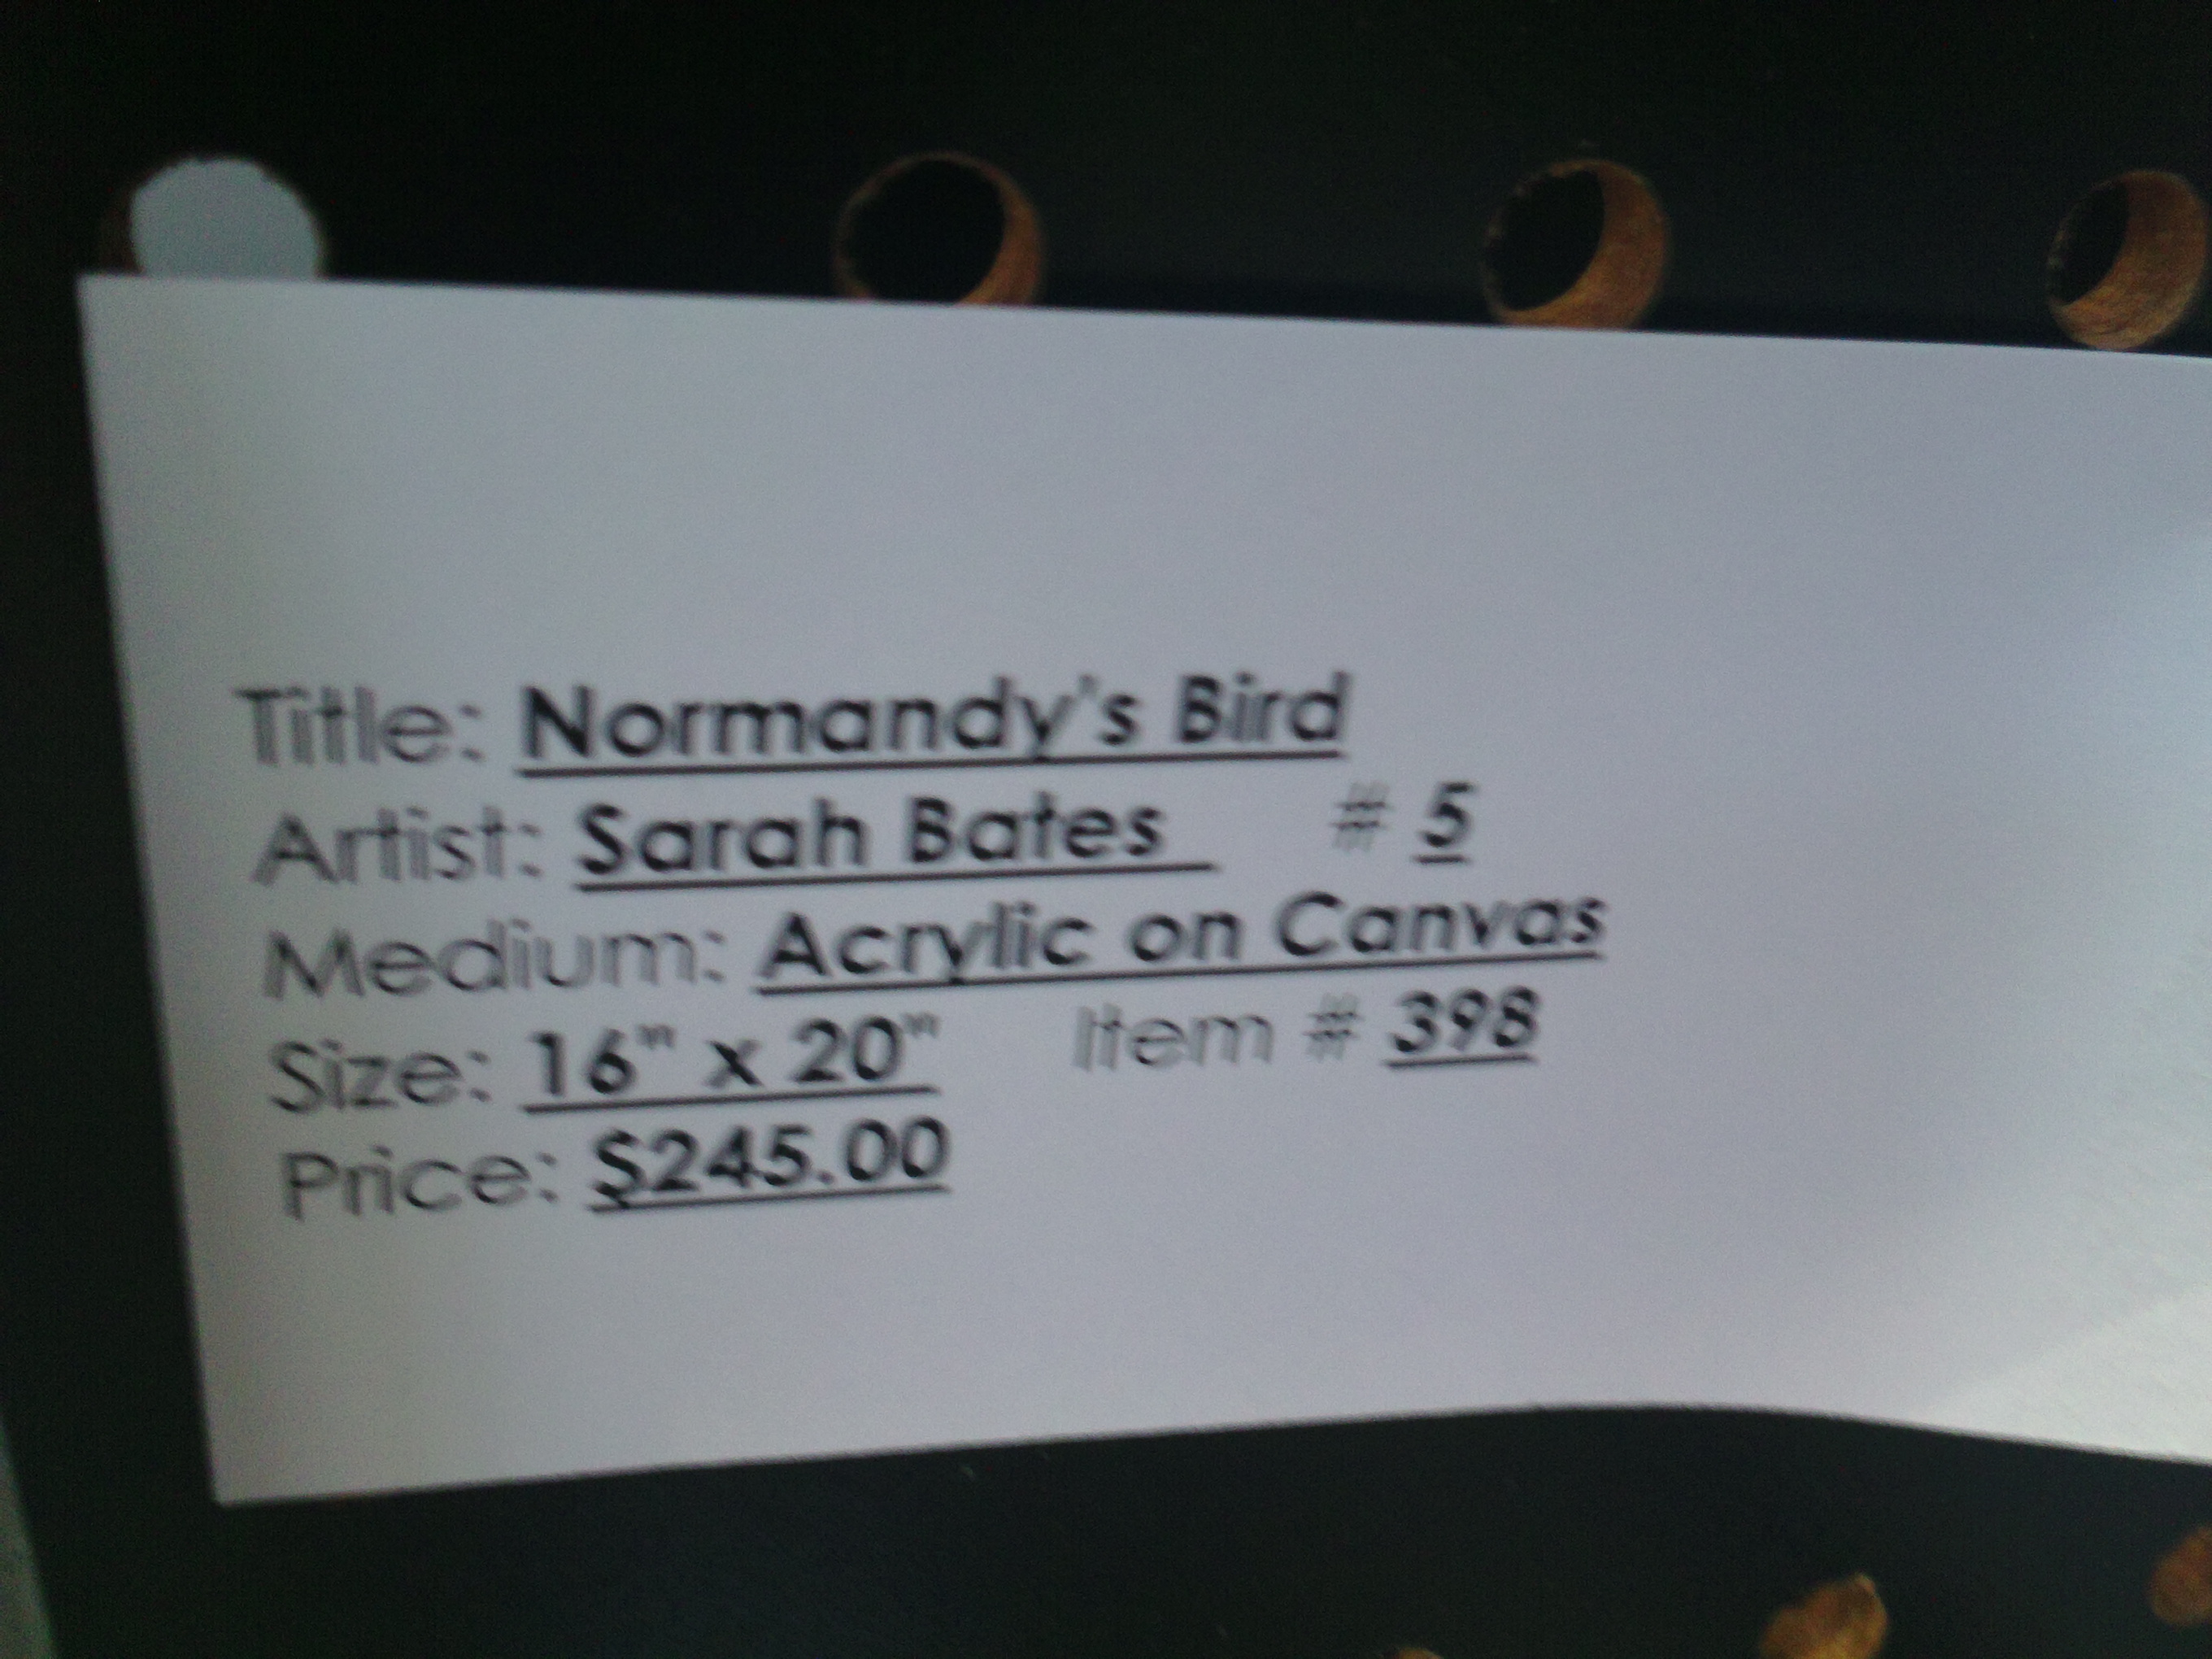 Title: Normandy's Bird
Artist: Sarah Bates # 5
Medium: Acrylic on Canvas
Size: 16" x 20" Item # 398
Price: $245.00